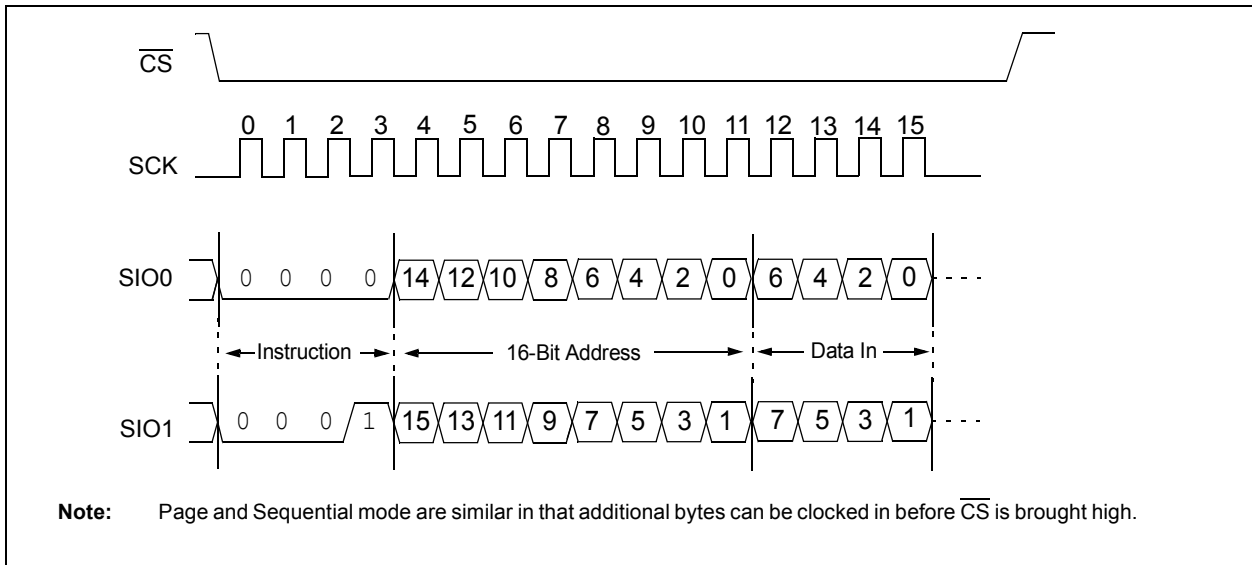 CS
0 1 2 3 4 5 6 7 8 9 10 11 12 13 14 15
SCK
SIO0 0 0 0 0 14 12 10 8 6 4 2 0 6 4 2 0
Instruction 16-Bit Address Data In
SIO1 0 0 0 1 15 13 11 9 7 5 3 1 7 5 3 1
Note: Page and Sequential mode are similar in that additional bytes can be clocked in before CS is brought high.